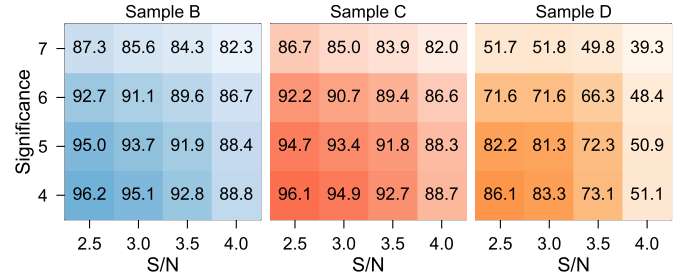 Sample B Sample C Sample D
7 87.3 85.6 84.3 82.3 86.7 85.0 83.9 82.0 51.7 51.8 49.8 39.3
6 92.7 91.1 89.6 86.7 92.2 90.7 89.4 86.6 71.6 71.6 66.3 48.4
5 95.0 93.7 91.9 88.4 94.7 93.4 91.8 88.3 82.2 81.3 72.3 50.9
4 96.2 95.1 92.8 88.8 96.1 94.9 92.7 88.7 86.1 83.3 73.1 51.1
Significance
2.5 3.0 3.5 4.0 2.5 3.0 3.5 4.0 2.5 3.0 3.5 4.0
S/N S/N S/N